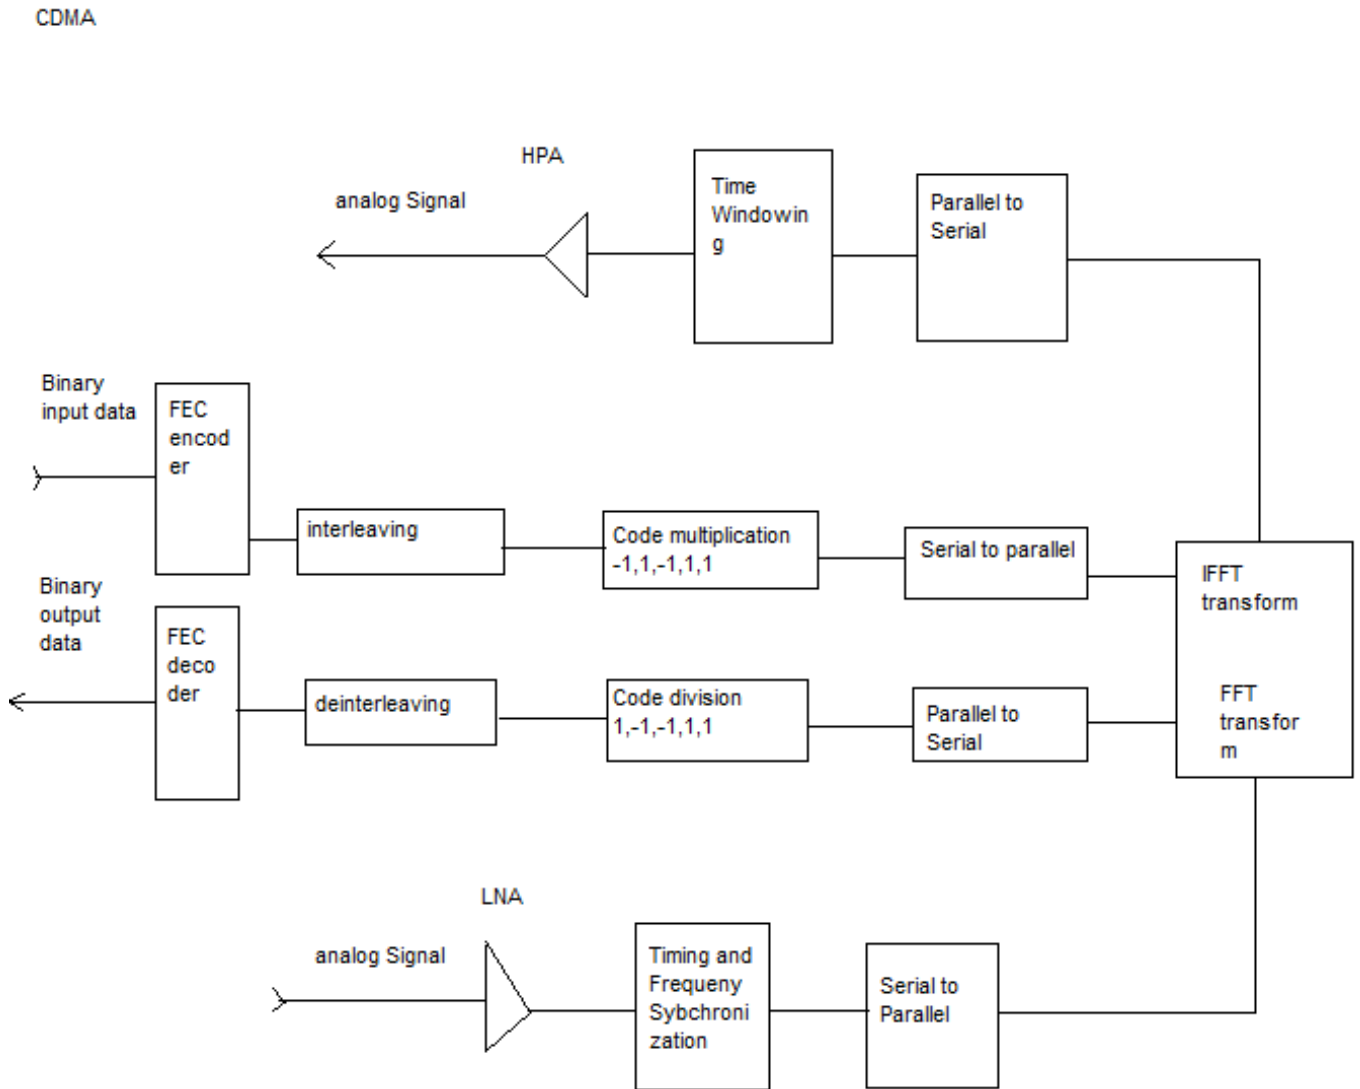 CDMA
HPA
analog Signal
Time
Windowin
g
Parallel to
Serial
Binary
input data
FEC
encod
er
interleaving
Code multiplication
-1,1,-1,1,1
Serial to parallel
IFFT
transform
Binary
output
data
FEC
deco
der
deinterleaving
Code division
1,-1,-1,1,1
Parallel to
Serial
FFT
transfor
m
LNA
analog Signal
Timing and
Frequeny
Sybchroni
zation
Serial to
Parallel